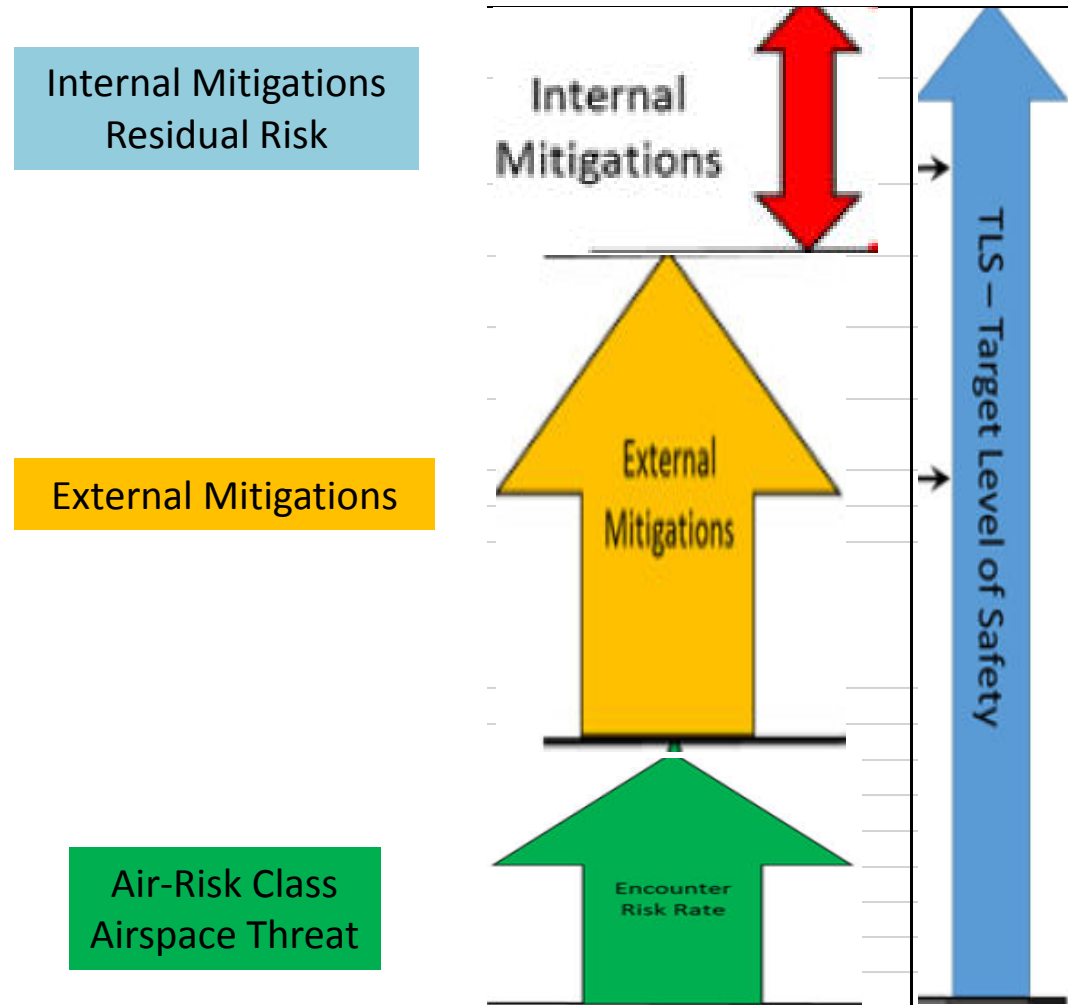 Internal Mitigations
Residual Risk
Internal
Mitigations
TLS – Target Level of Safety
External Mitigations
External
Mitigations
Air-Risk Class
Airspace Threat
Encounter
Risk Rate